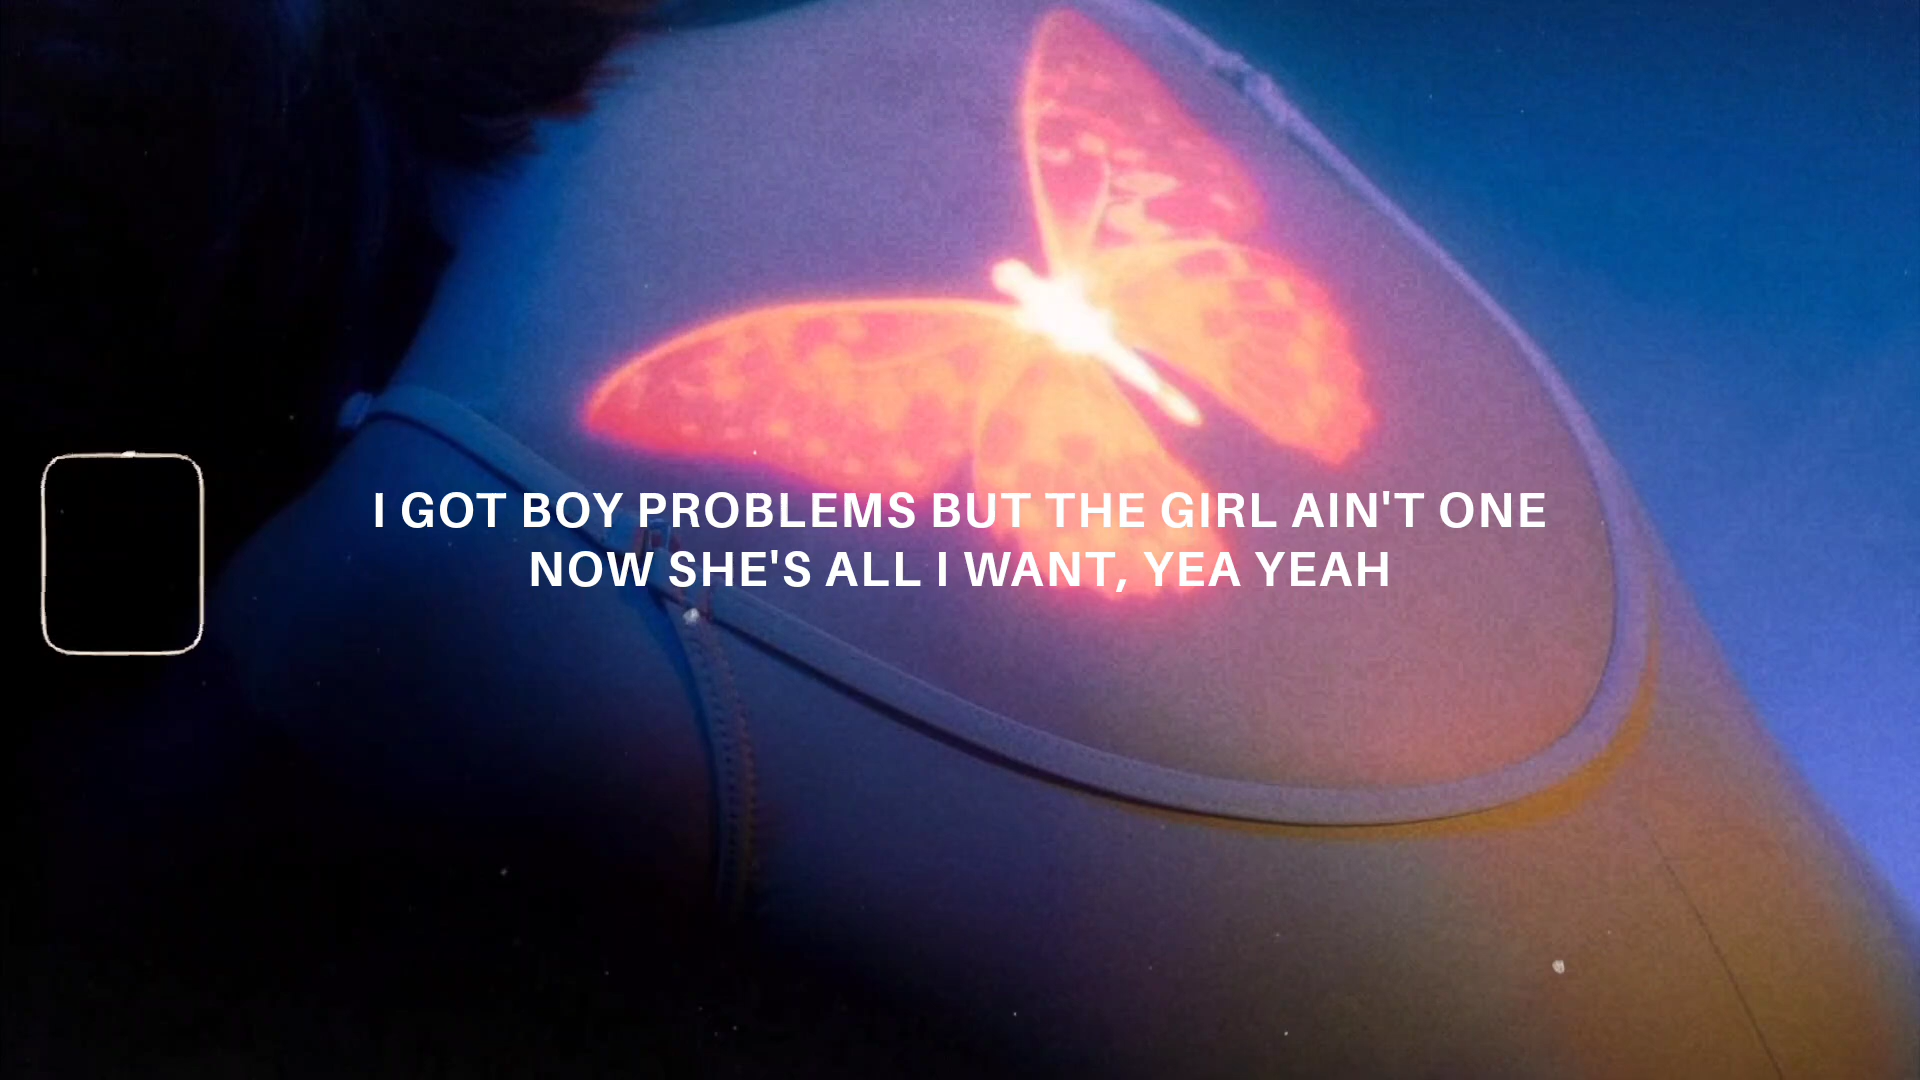 I GOT BOY PROBLEMS BUT THE GIRL AIN'T ONE
NOW SHE'S ALL I WANT, YEA YEAH